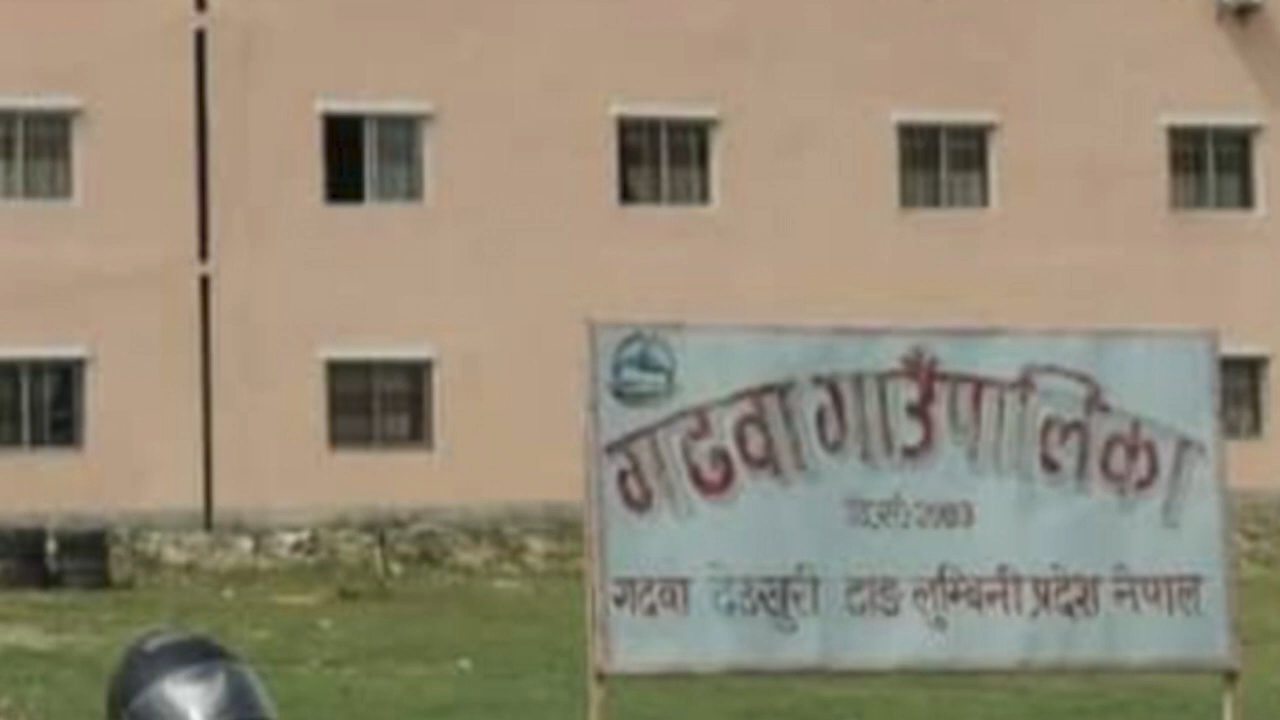 गढवा गाउँपालिका
गढवा देउखुरी दाङ लुम्बिनी प्रदेश नेपाल